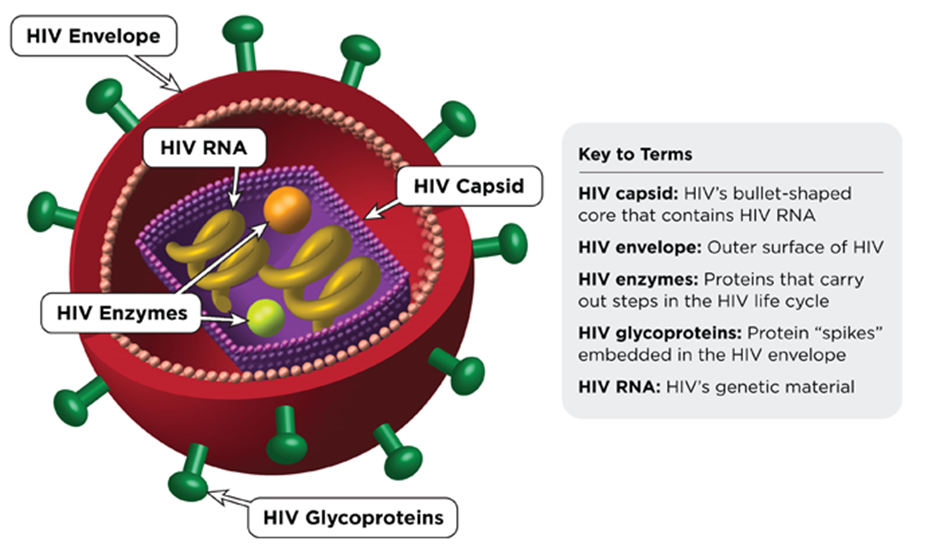 HIV Envelope
HIV RNA
HIV Capsid
HIV Enzymes
HIV Glycoproteins
Key to Terms
HIV capsid: HIV’s bullet-shaped
core that contains HIV RNA
HIV envelope: Outer surface of HIV
HIV enzymes: Proteins that carry
out steps in the HIV life cycle
HIV glycoproteins: Protein “spikes”
embedded in the HIV envelope
HIV RNA: HIV’s genetic material